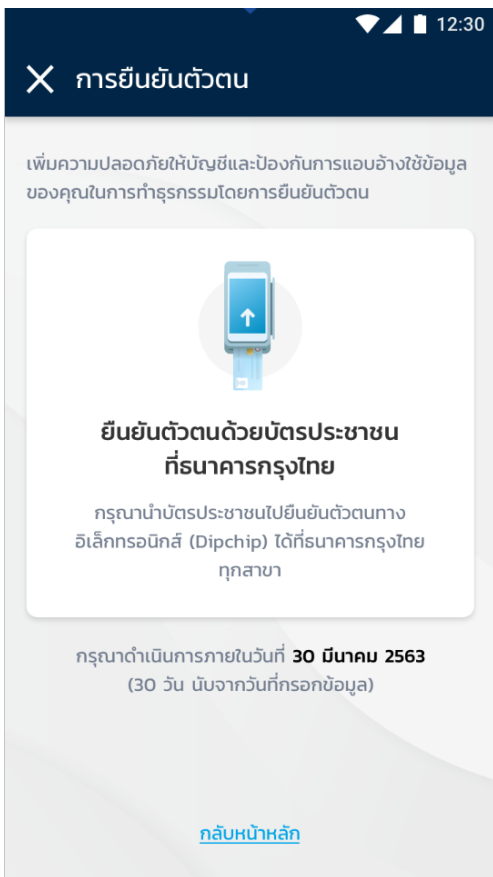 12:30
การยืนยันตัวตน
เพิ่มความปลอดภัยให้บัญชีและป้องกันการแอบอ้างใช้ข้อมูล
ของคุณในการทำธุรกรรมโดยการยืนยันตัวตน
ยืนยันตัวตนด้วยบัตรประชาชน
ที่ธนาคารกรุงไทย
กรุณานำบัตรประชาชนไปยืนยันตัวตนทาง
อิเล็กทรอนิกส์ (Dipchip) ได้ที่ธนาคารกรุงไทย
ทุกสาขา
กรุณาดำเนินการภายในวันที่ 30 มีนาคม 2563
(30 วัน นับจากวันที่กรอกข้อมูล)
กลับหน้าหลัก